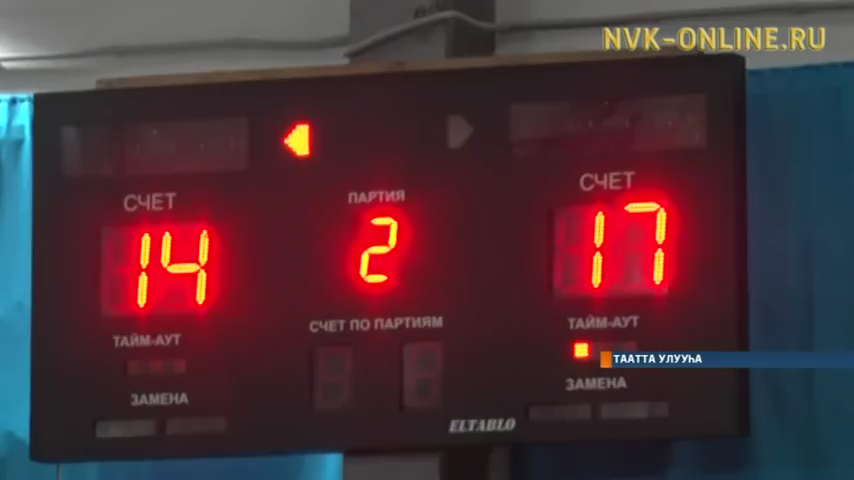 NVK-ONLINE.RU
СЧЕТ ПАРТИЯ СЧЕТ
14 2 17
ТАЙМ-АУТ СЧЕТ ПО ПАРТИЯМ ТАЙМ-АУТ
ТААТТА УЛУУҺА
ЗАМЕНА ЗАМЕНА
ELTABLO